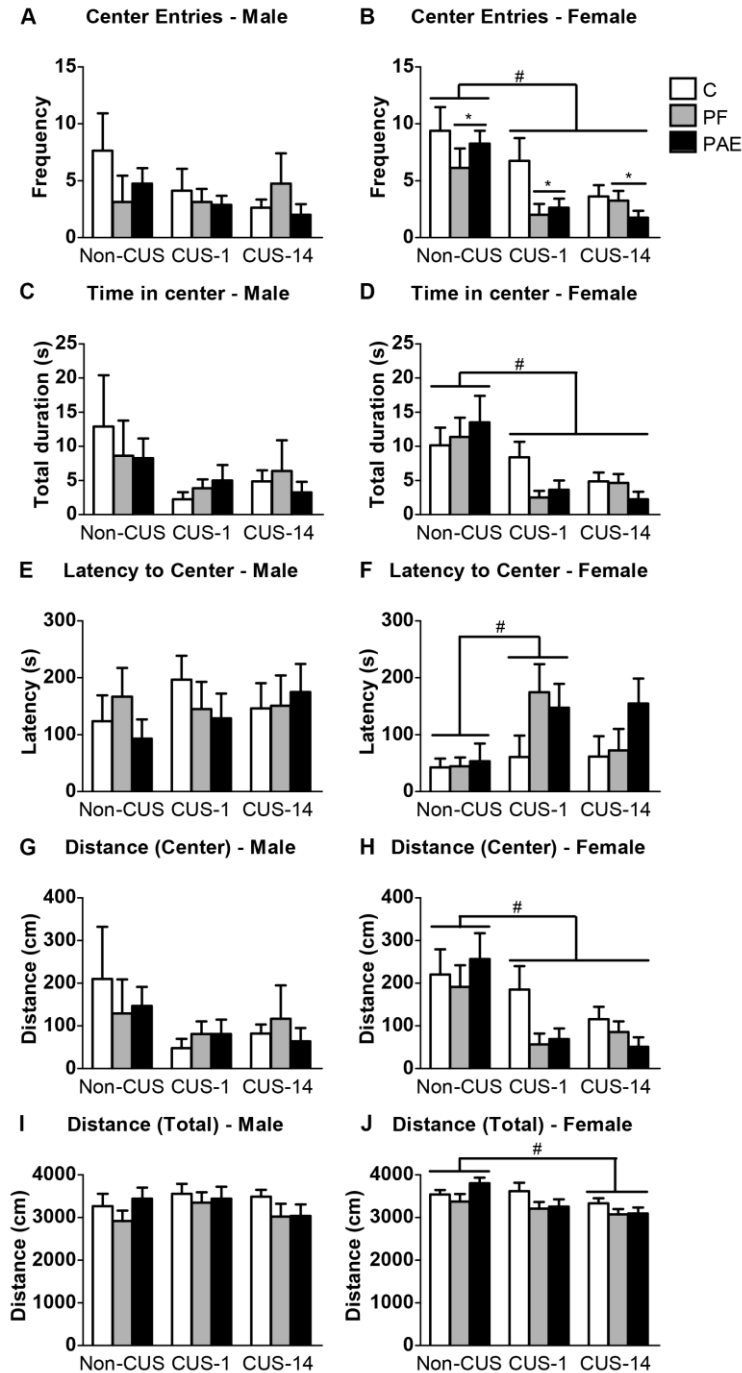 A Center Entries - Male
Frequency
15
10
5
0
Non-CUS CUS-1 CUS-14
B Center Entries - Female
Frequency
15
10
5
0
#
*
*
*
Non-CUS CUS-1 CUS-14
C
PF
PAE
C Time in center - Male
Total duration (s)
25
20
15
10
5
0
Non-CUS CUS-1 CUS-14
D Time in center - Female
Total duration (s)
25
20
15
10
5
0
#
Non-CUS CUS-1 CUS-14
E Latency to Center - Male
Latency (s)
300
200
100
0
Non-CUS CUS-1 CUS-14
F Latency to Center - Female
Latency (s)
300
200
100
0
#
Non-CUS CUS-1 CUS-14
G Distance (Center) - Male
Distance (cm)
400
300
200
100
0
Non-CUS CUS-1 CUS-14
H Distance (Center) - Female
Distance (cm)
400
300
200
100
0
#
Non-CUS CUS-1 CUS-14
I Distance (Total) - Male
Distance (cm)
4000
3000
2000
1000
0
Non-CUS CUS-1 CUS-14
J Distance (Total) - Female
Distance (cm)
4000
3000
2000
1000
0
#
Non-CUS CUS-1 CUS-14